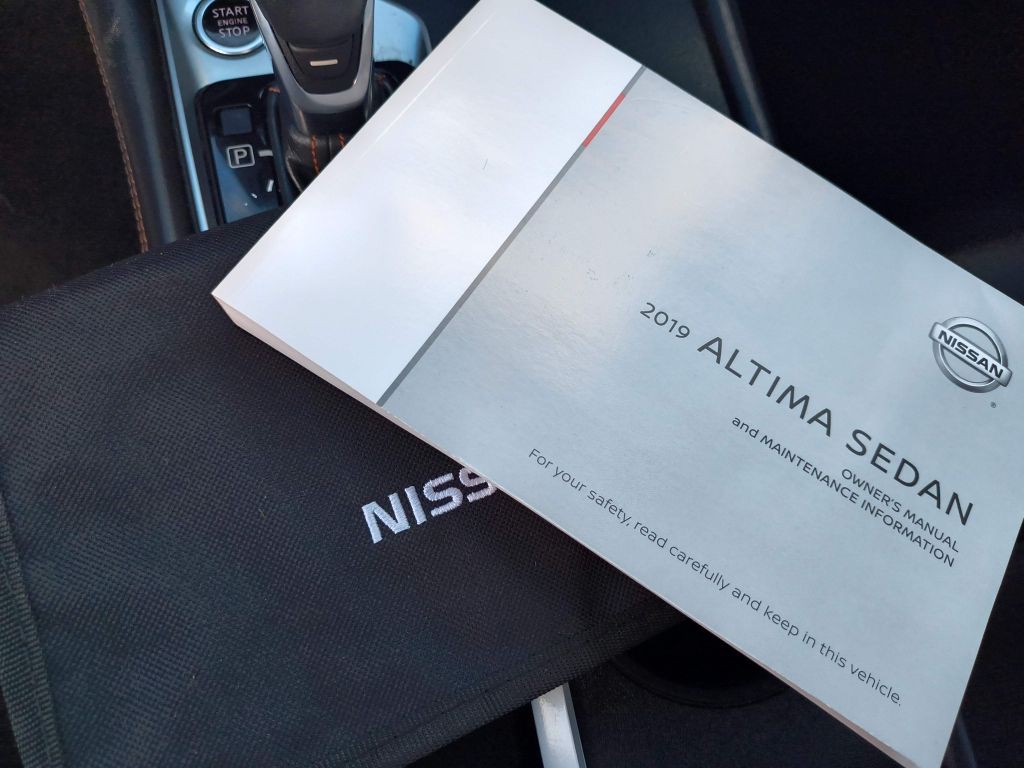 START
ENGINE
STOP
P
NISSAN
®
2019 ALTIMA SEDAN
OWNER'S MANUAL
and MAINTENANCE INFORMATION
For your safety, read carefully and keep in this vehicle.
NISS